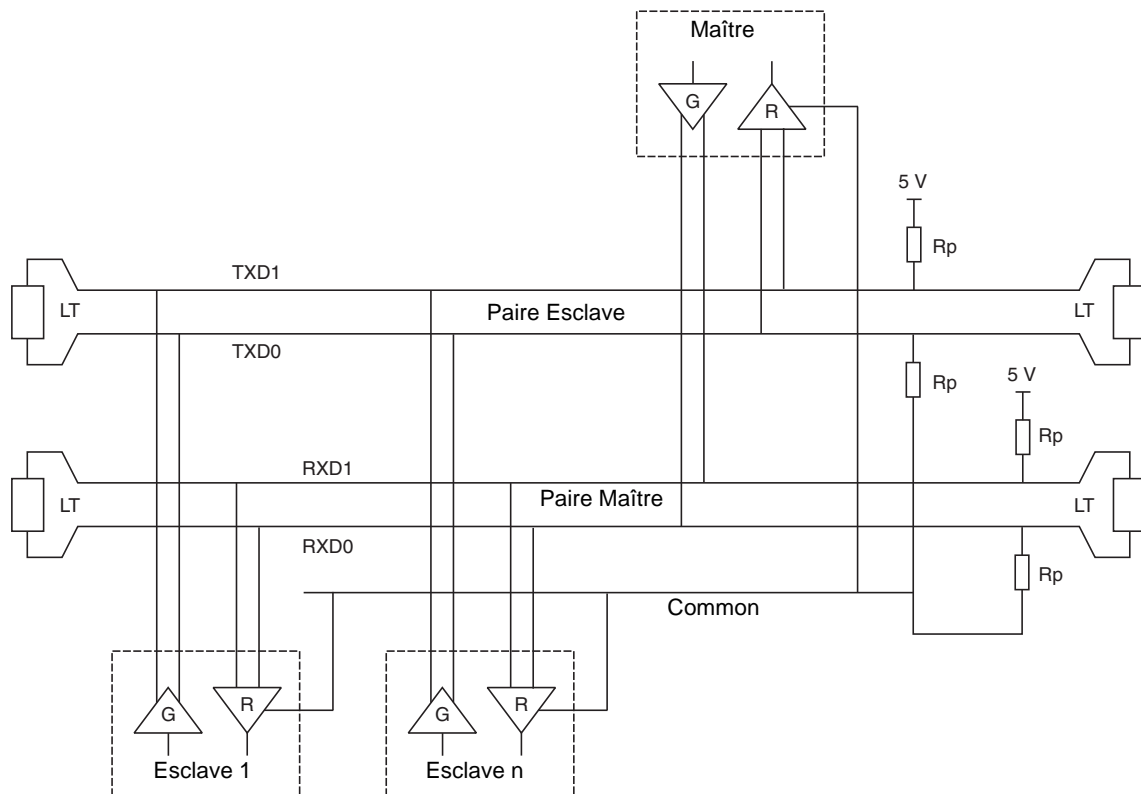 Maître
G
R
5 V
Rp
TXD1
LT
Paire Esclave
LT
TXD0
Rp
5 V
Rp
RXD1
LT
Paire Maître
LT
RXD0
Rp
Common
G
R
G
R
Esclave 1
Esclave n